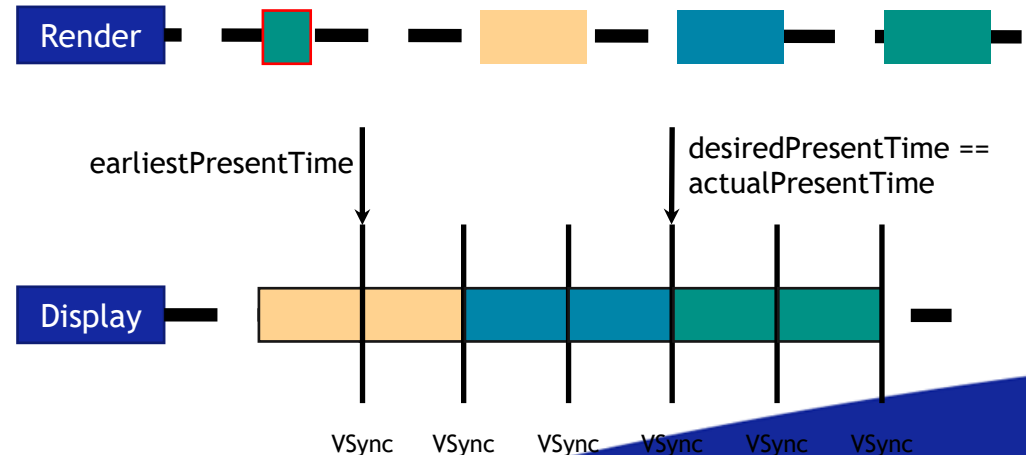 Render
earliestPresentTime
desiredPresentTime ==
actualPresentTime
Display
VSync VSync VSync VSync VSync VSync